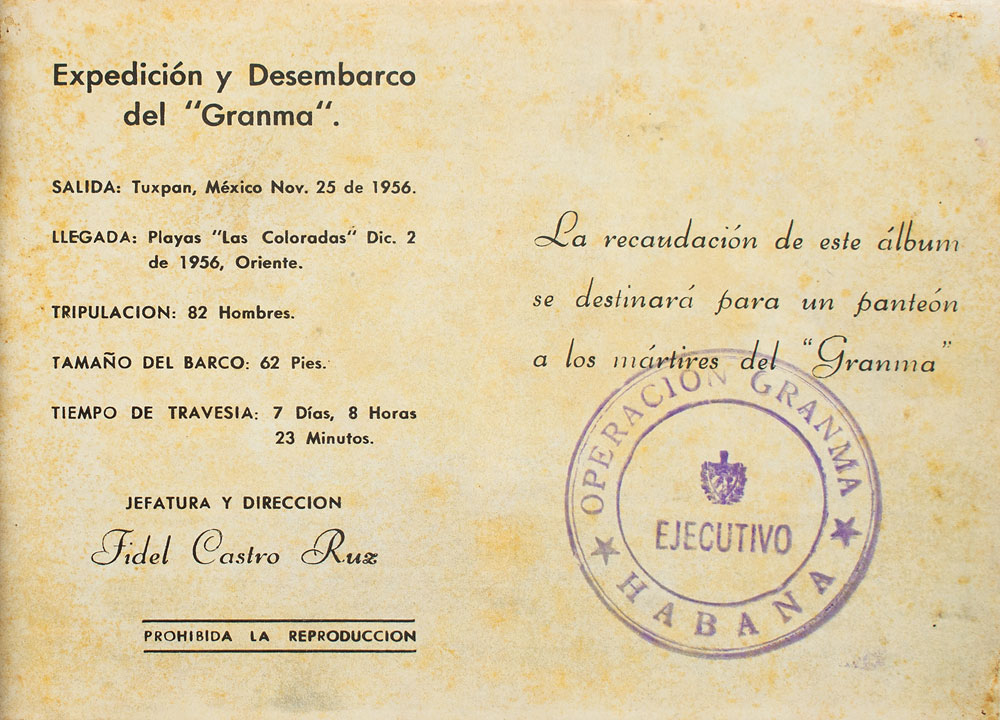 Expedición y Desembarco
del “Granma“.
SALIDA: Tuxpan, México Nov. 25 de 1956.
LLEGADA: Playas “Las Coloradas“ Dic. 2
de 1956, Oriente.
TRIPULACION: 82 Hombres.
TAMAÑO DEL BARCO: 62 Pies.
TIEMPO DE TRAVESIA: 7 Días, 8 Horas
23 Minutos.
JEFATURA Y DIRECCION
Fidel Castro Ruz
PROHIBIDA LA REPRODUCCION
La recaudación de este álbum
se destinará para un panteón
a los mártires del “Granma”
OPERACIÓN GRANMA
EJECUTIVO
HABANA